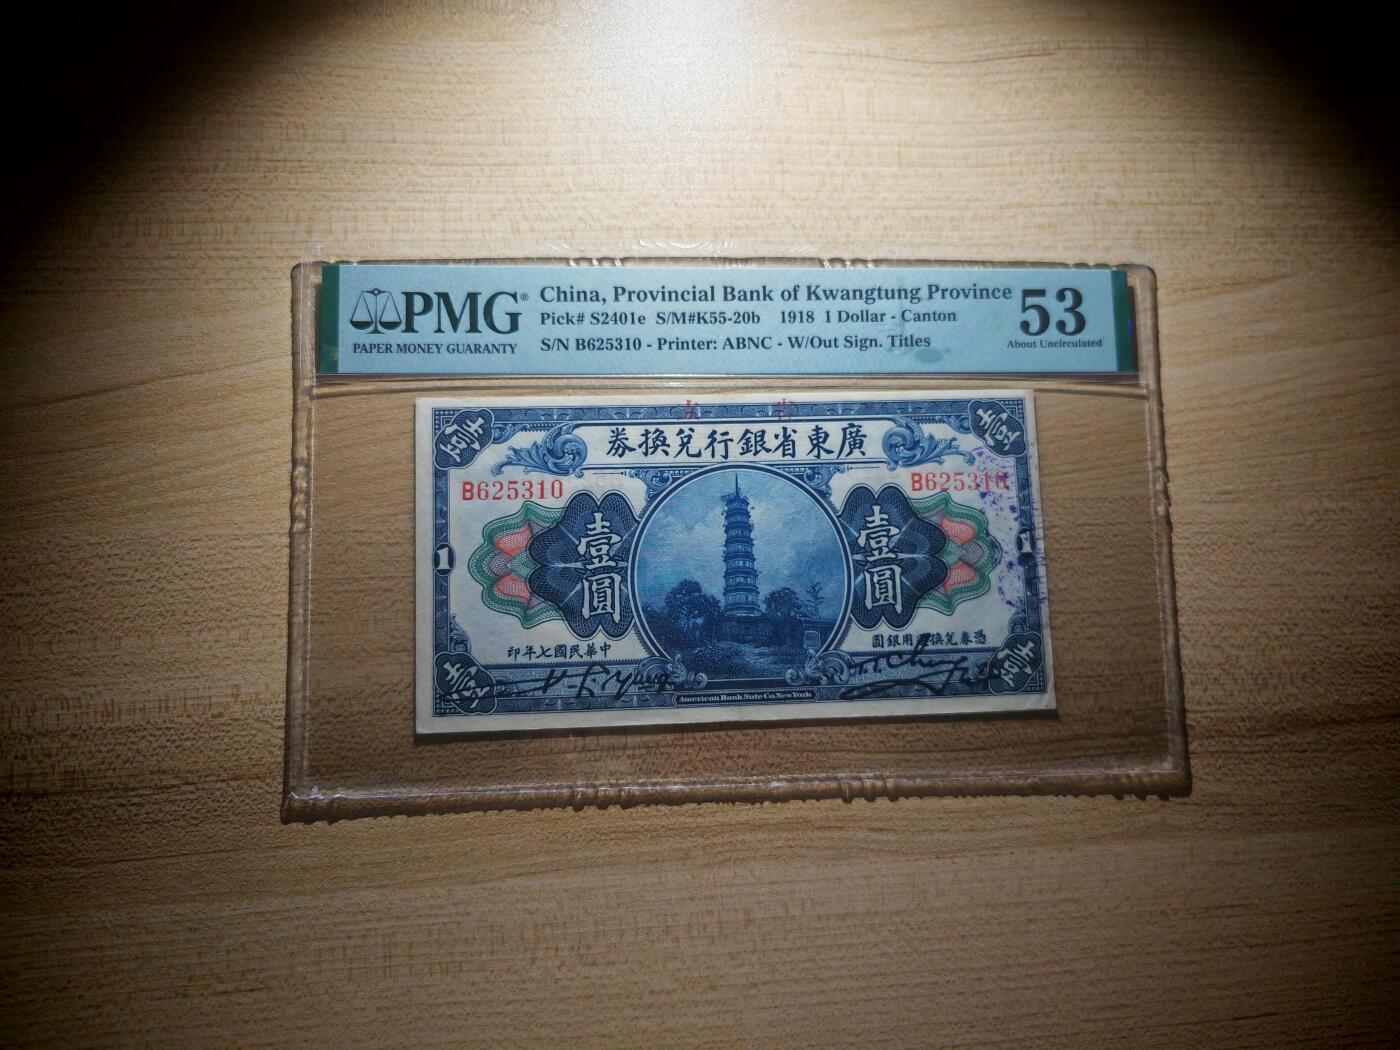 PMG®
PAPER MONEY GUARANTY
China, Provincial Bank of Kwangtung Province
Pick# S2401e S/M#K55-20b 1918 1 Dollar - Canton
S/N B625310 - Printer: ABNC - W/Out Sign. Titles
53
About Uncirculated
壹
壹
券換兌行銀省東廣
B625310
B625310
壹圓
壹圓
1
1
印年七國民華中
圓銀用通換兌券憑
壹
壹
American Bank Note Co. New York